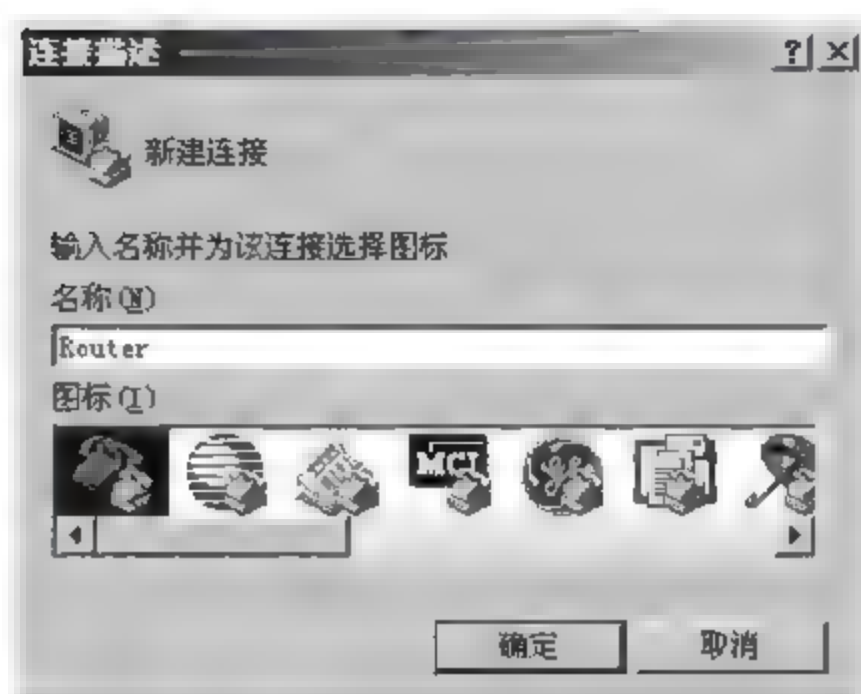 连接描述
新建连接
输入名称并为该连接选择图标
名称(N)
Router
图标(I)
MCI
确定 取消